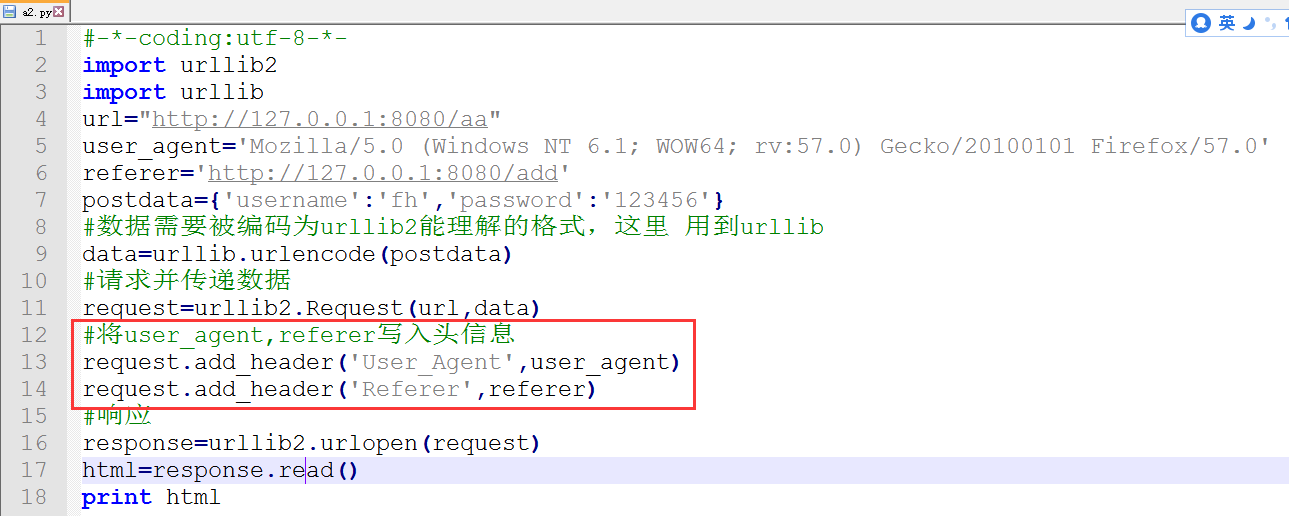 a2.py
英
1 #-*-coding:utf-8-*-
2 import urllib2
3 import urllib
4 url="http://127.0.0.1:8080/aa"
5 user_agent='Mozilla/5.0 (Windows NT 6.1; WOW64; rv:57.0) Gecko/20100101 Firefox/57.0'
6 referer='http://127.0.0.1:8080/add'
7 postdata={'username':'fh','password':'123456'}
8 #数据需要被编码为urllib2能理解的格式，这里 用到urllib
9 data=urllib.urlencode(postdata)
10 #请求并传递数据
11 request=urllib2.Request(url,data)
12 #将user_agent,referer写入头信息
13 request.add_header('User_Agent',user_agent)
14 request.add_header('Referer',referer)
15 #响应
16 response=urllib2.urlopen(request)
17 html=response.read()
18 print html